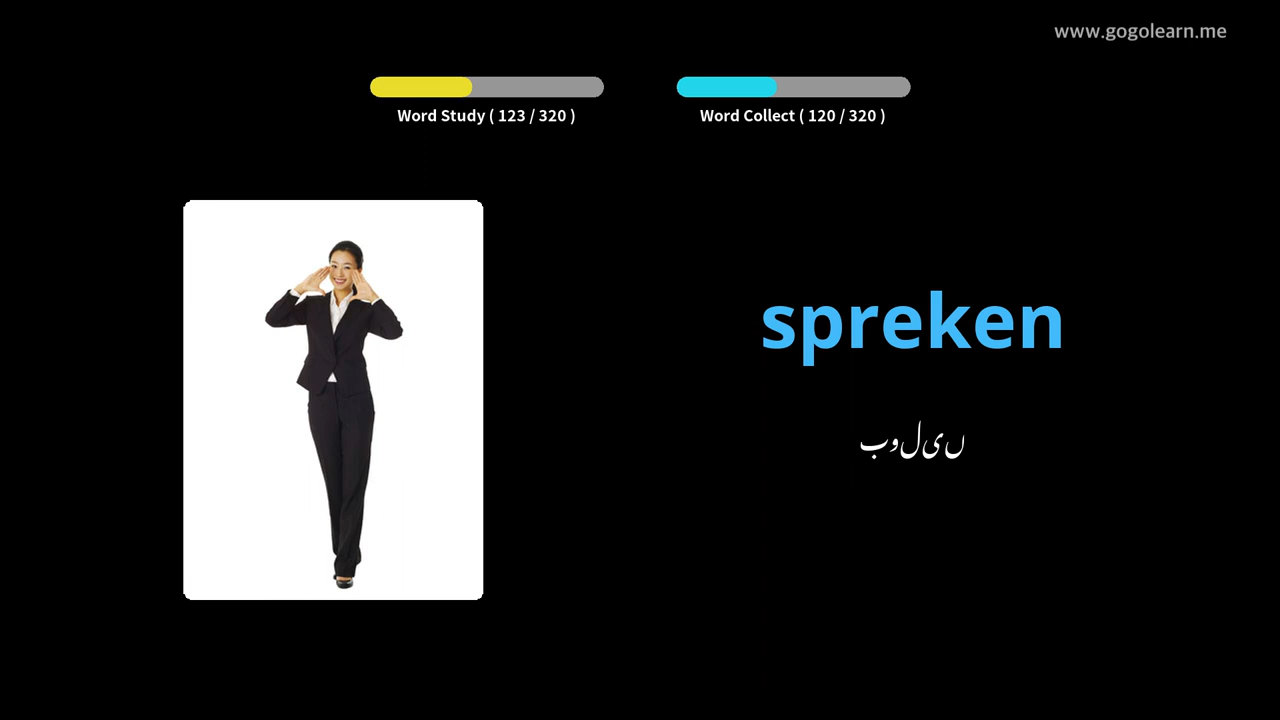 www.gogolearn.me
Word Study ( 123 / 320 )
Word Collect ( 120 / 320 )
spreken
بولیں